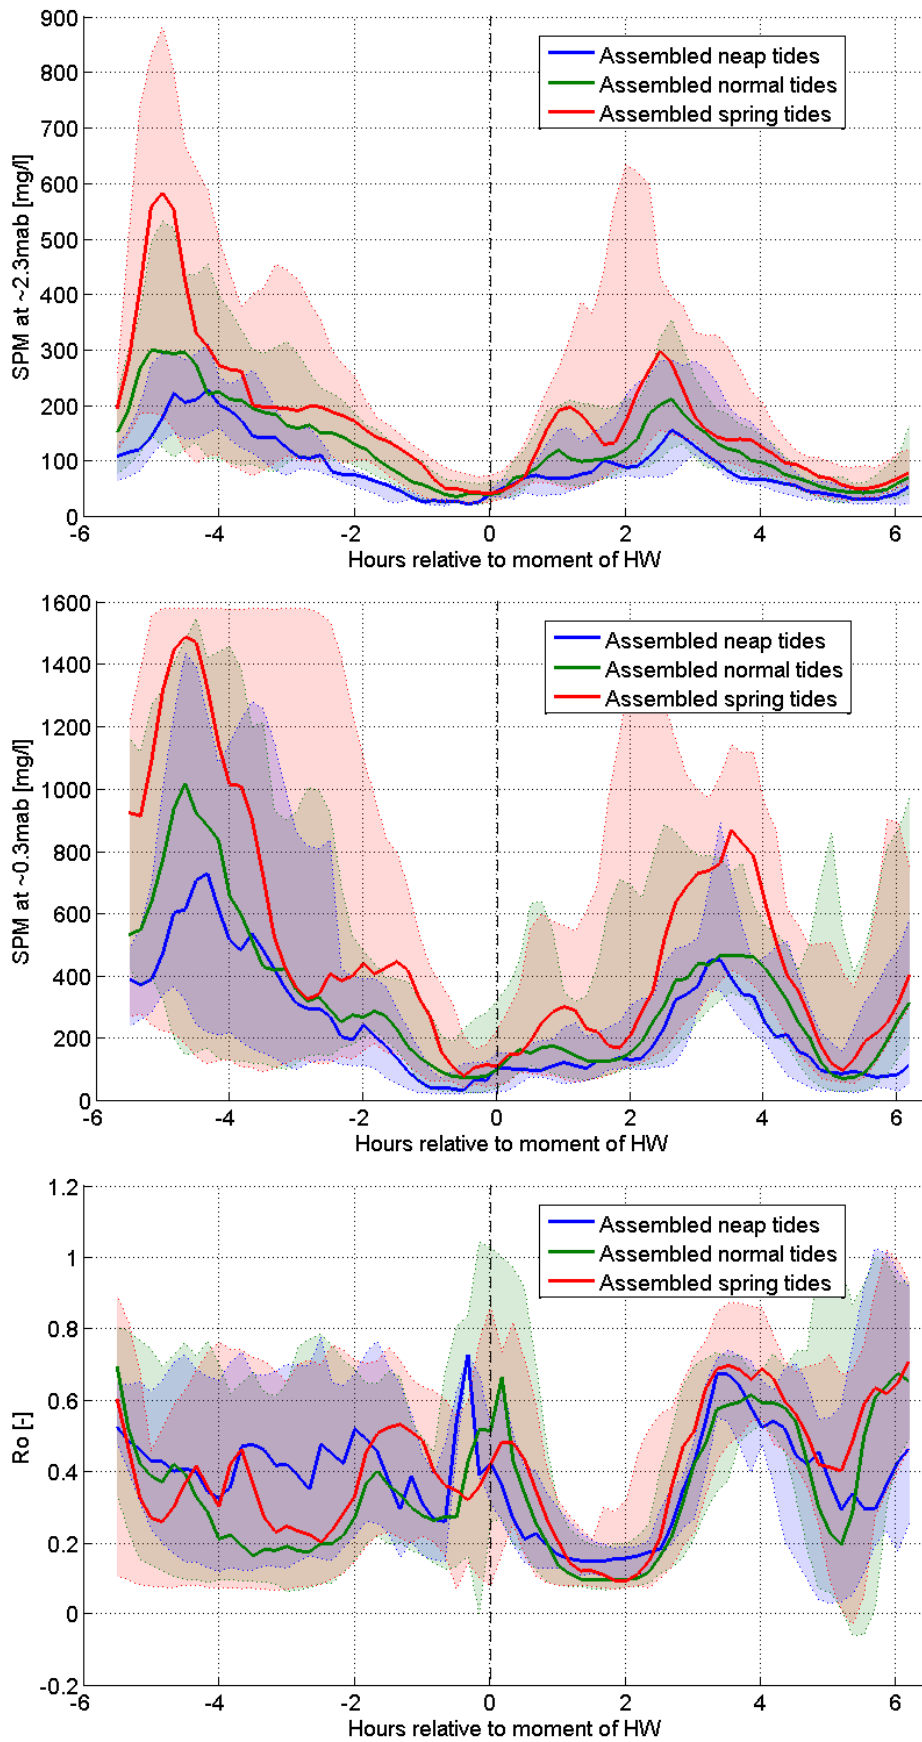 900
800
700
600
500
400
300
200
100
0
SPM at ~2.3mab [mg/l]
Assembled neap tides
Assembled normal tides
Assembled spring tides
-6 -4 -2 0 2 4 6
Hours relative to moment of HW
1600
1400
1200
1000
800
600
400
200
0
SPM at ~0.3mab [mg/l]
Assembled neap tides
Assembled normal tides
Assembled spring tides
-6 -4 -2 0 2 4 6
Hours relative to moment of HW
1.2
1
0.8
0.6
0.4
0.2
0
-0.2
Ro [-]
Assembled neap tides
Assembled normal tides
Assembled spring tides
-6 -4 -2 0 2 4 6
Hours relative to moment of HW